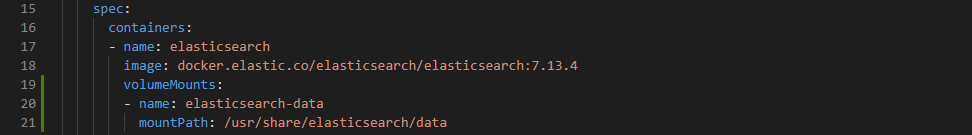 15 spec:
16 containers:
17 - name: elasticsearch
18 image: docker.elastic.co/elasticsearch/elasticsearch:7.13.4
19 volumeMounts:
20 - name: elasticsearch-data
21 mountPath: /usr/share/elasticsearch/data